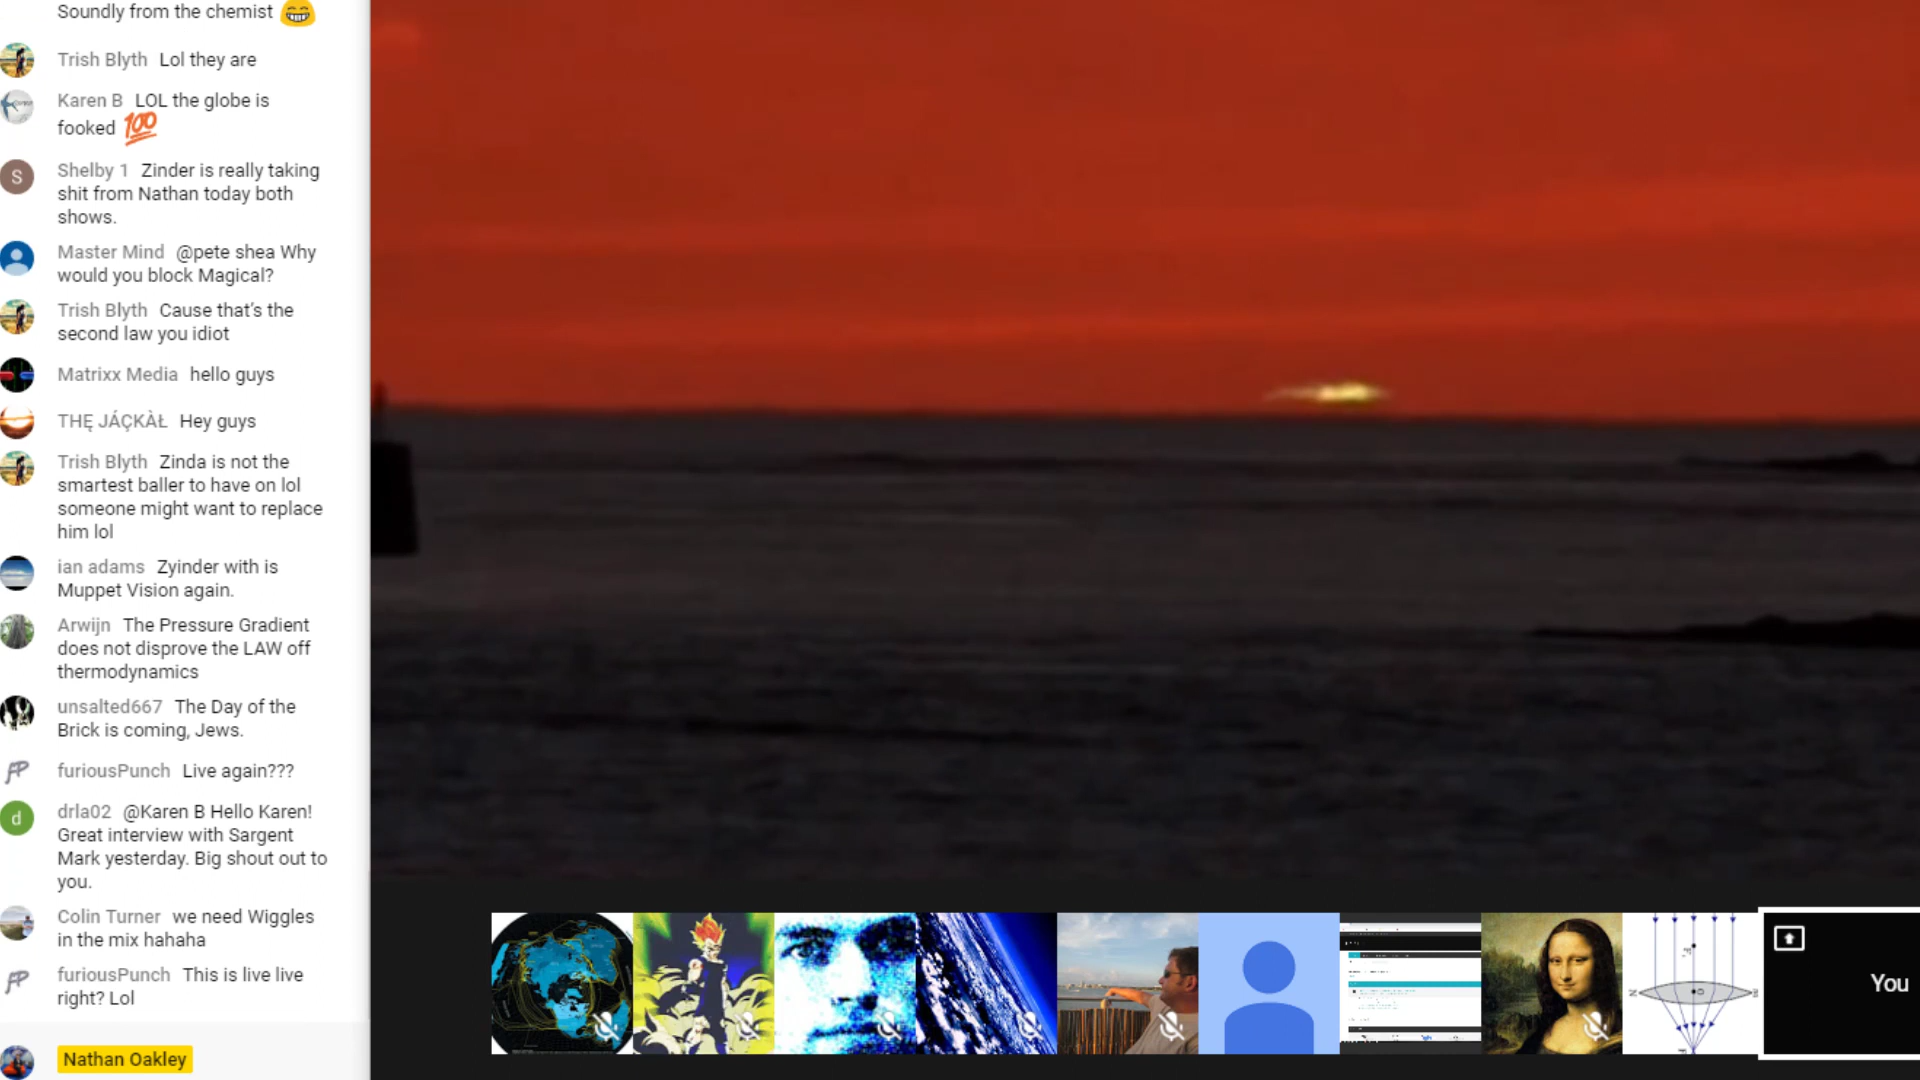 Soundly from the chemist
Trish Blyth Lol they are
Karen B LOL the globe is
fooked 💯
Shelby 1 Zinder is really taking
shit from Nathan today both
shows.
Master Mind @pete shea Why
would you block Magical?
Trish Blyth Cause that's the
second law you idiot
Matrixx Media hello guys
THĘ JÁÇKÀŁ Hey guys
Trish Blyth Zinda is not the
smartest baller to have on lol
someone might want to replace
him lol
ian adams Zyinder with is
Muppet Vision again.
Arwijn The Pressure Gradient
does not disprove the LAW off
thermodynamics
unsalted667 The Day of the
Brick is coming, Jews.
furiousPunch Live again???
drla02 @Karen B Hello Karen!
Great interview with Sargent
Mark yesterday. Big shout out to
you.
Colin Turner we need Wiggles
in the mix hahaha
furiousPunch This is live live
right? Lol
Nathan Oakley
S
d
FP
FP
You